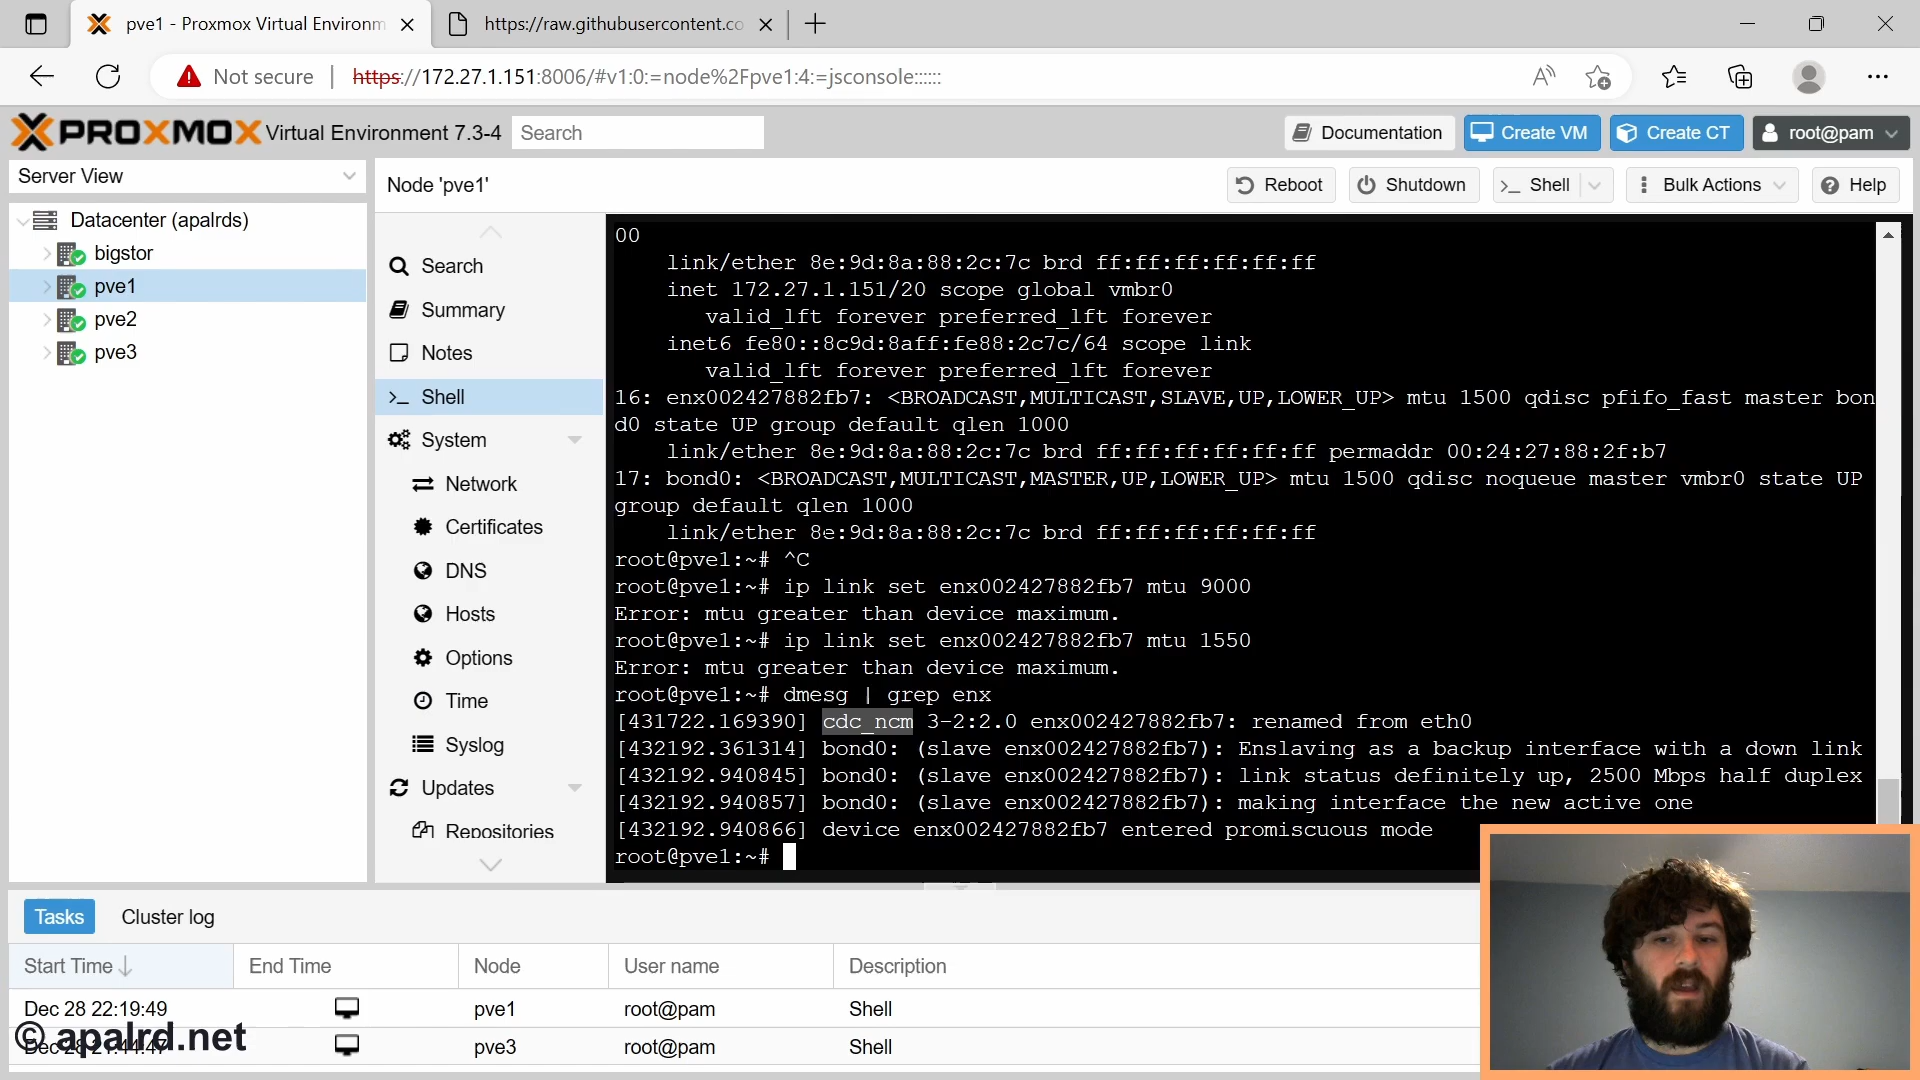 pve1 - Proxmox Virtual Environm
https://raw.githubusercontent.co
Not secure
https://172.27.1.151:8006/#v1:0:=node%2Fpve1:4:=jsconsole::::::
PROXMOX Virtual Environment 7.3-4
Search
Documentation
Create VM
Create CT
root@pam
Server View
Node 'pve1'
Reboot
Shutdown
Shell
Bulk Actions
Help
Datacenter (apalrds)
bigstor
pve1
pve2
pve3
Search
Summary
Notes
Shell
System
Network
Certificates
DNS
Hosts
Options
Time
Syslog
Updates
Repositories
00
link/ether 8e:9d:8a:88:2c:7c brd ff:ff:ff:ff:ff:ff
inet 172.27.1.151/20 scope global vmbr0
valid_lft forever preferred_lft forever
inet6 fe80::8c9d:8aff:fe88:2c7c/64 scope link
valid_lft forever preferred_lft forever
16: enx002427882fb7: <BROADCAST,MULTICAST,SLAVE,UP,LOWER_UP> mtu 1500 qdisc pfifo_fast master bon
d0 state UP group default qlen 1000
link/ether 8e:9d:8a:88:2c:7c brd ff:ff:ff:ff:ff:ff permaddr 00:24:27:88:2f:b7
17: bond0: <BROADCAST,MULTICAST,MASTER,UP,LOWER_UP> mtu 1500 qdisc noqueue master vmbr0 state UP
group default qlen 1000
link/ether 8e:9d:8a:88:2c:7c brd ff:ff:ff:ff:ff:ff
root@pve1:~# ^C
root@pve1:~# ip link set enx002427882fb7 mtu 9000
Error: mtu greater than device maximum.
root@pve1:~# ip link set enx002427882fb7 mtu 1550
Error: mtu greater than device maximum.
root@pve1:~# dmesg | grep enx
[431722.169390] cdc_ncm 3-2:2.0 enx002427882fb7: renamed from eth0
[432192.361314] bond0: (slave enx002427882fb7): Enslaving as a backup interface with a down link
[432192.940845] bond0: (slave enx002427882fb7): link status definitely up, 2500 Mbps half duplex
[432192.940857] bond0: (slave enx002427882fb7): making interface the new active one
[432192.940866] device enx002427882fb7 entered promiscuous mode
root@pve1:~#
Tasks
Cluster log
Start Time
End Time
Node
User name
Description
Dec 28 22:19:49
pve1
root@pam
Shell
Dec 28 21:44:47
pve3
root@pam
Shell
© apalrd.net